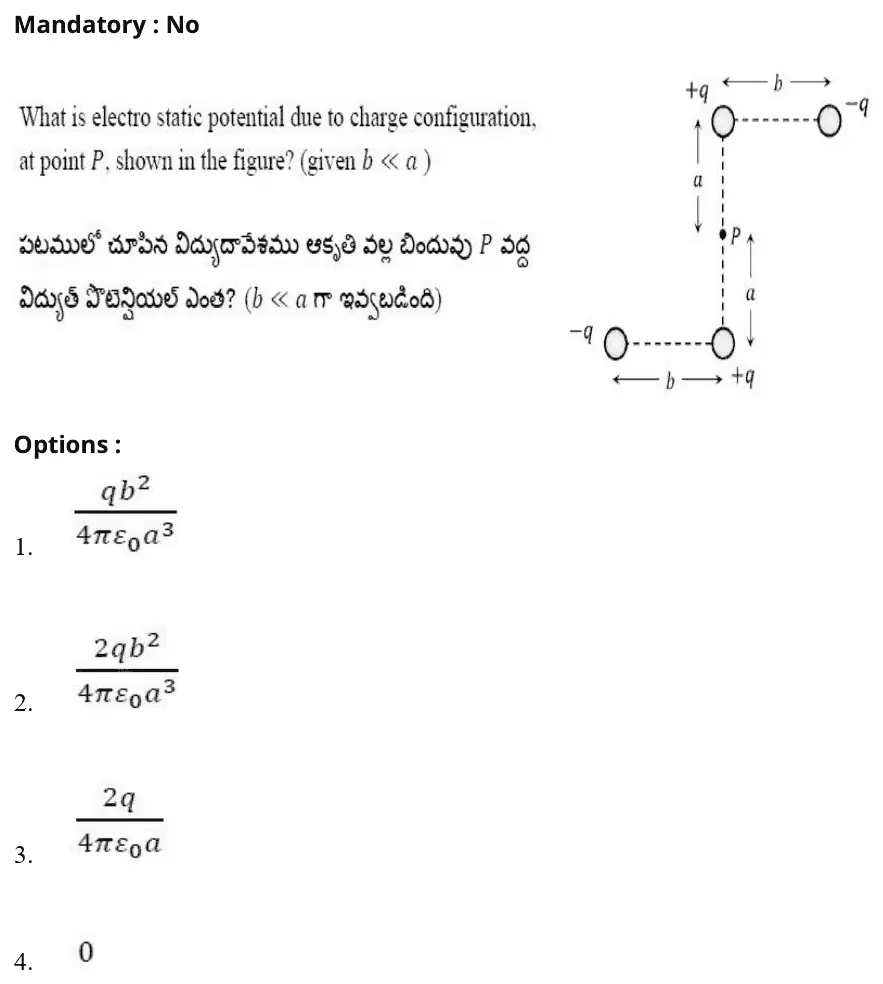 Mandatory : No
What is electro static potential due to charge configuration,
at point P, shown in the figure? (given b ≪ a )
పటములో చూపిన విద్యుదావేశము ఆకృతి వల్ల బిందువు P వద్ద
విద్యుత్ పొటెన్షియల్ ఎంత? (b ≪ a గా ఇవ్వబడింది)
+q b −q
a
P
a
−q
b +q
Options :
1. qb²/4πε₀a³
2. 2qb²/4πε₀a³
3. 2q/4πε₀a
4. 0